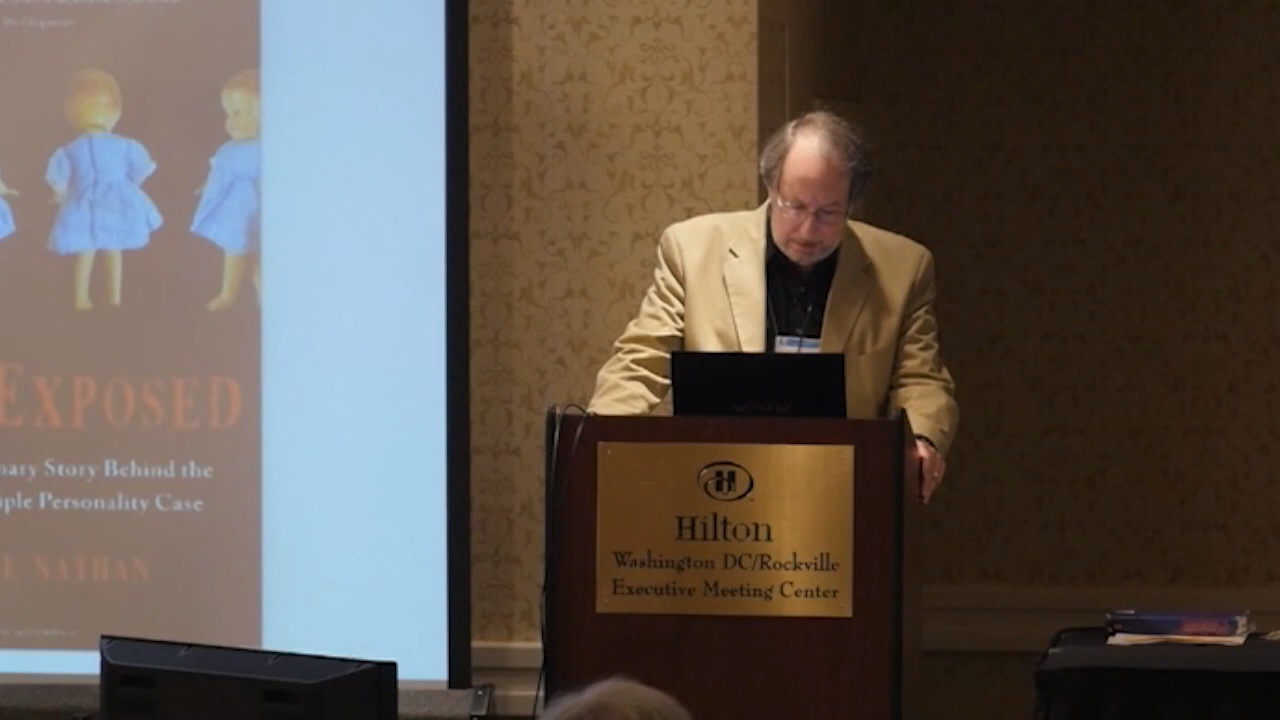 EXPOSED
nary Story Behind the
ple Personality Case
E NATHAN
H
Hilton
Washington DC/Rockville
Executive Meeting Center